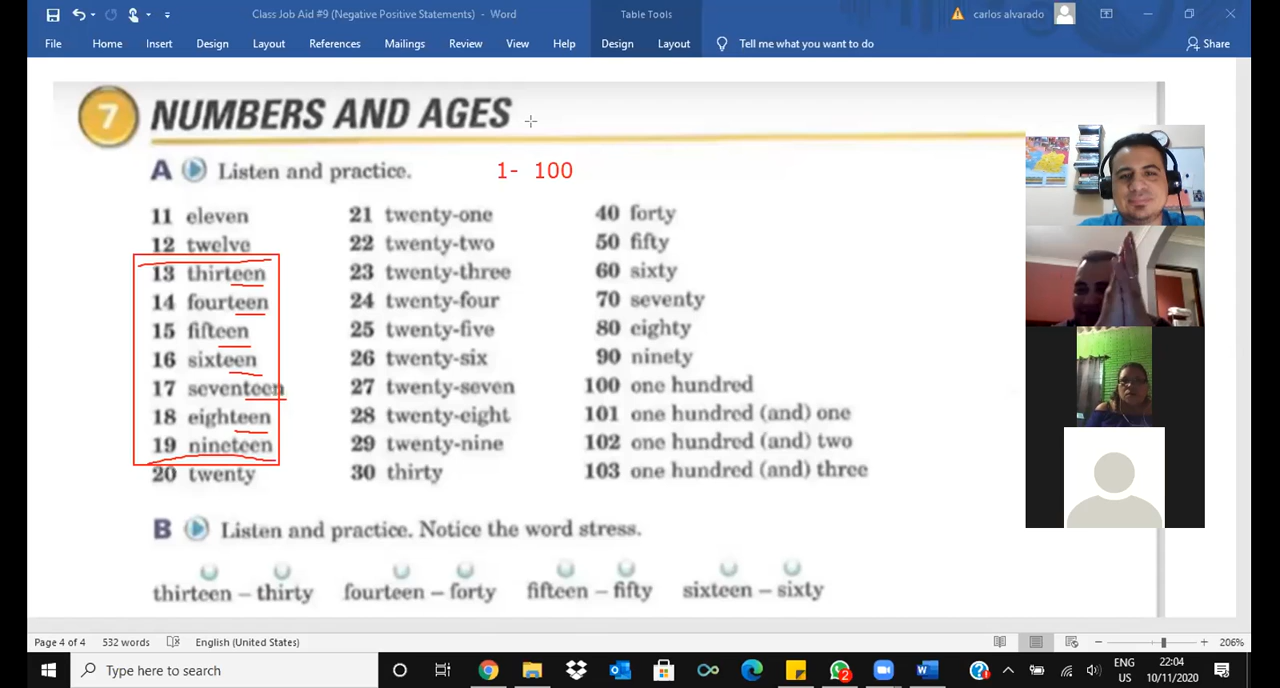 Class Job Aid #9 (Negative Positive Statements) - Word
Table Tools
carlos alvarado
File Home Insert Design Layout References Mailings Review View Help Design Layout Tell me what you want to do Share
7 NUMBERS AND AGES
A Listen and practice. 1- 100
11 eleven 21 twenty-one 40 forty
12 twelve 22 twenty-two 50 fifty
13 thirteen 23 twenty-three 60 sixty
14 fourteen 24 twenty-four 70 seventy
15 fifteen 25 twenty-five 80 eighty
16 sixteen 26 twenty-six 90 ninety
17 seventeen 27 twenty-seven 100 one hundred
18 eighteen 28 twenty-eight 101 one hundred (and) one
19 nineteen 29 twenty-nine 102 one hundred (and) two
20 twenty 30 thirty 103 one hundred (and) three
B Listen and practice. Notice the word stress.
thirteen – thirty fourteen – forty fifteen – fifty sixteen – sixty
Page 4 of 4 532 words English (United States) 206%
Type here to search 2 ENG 22:04
US 10/11/2020